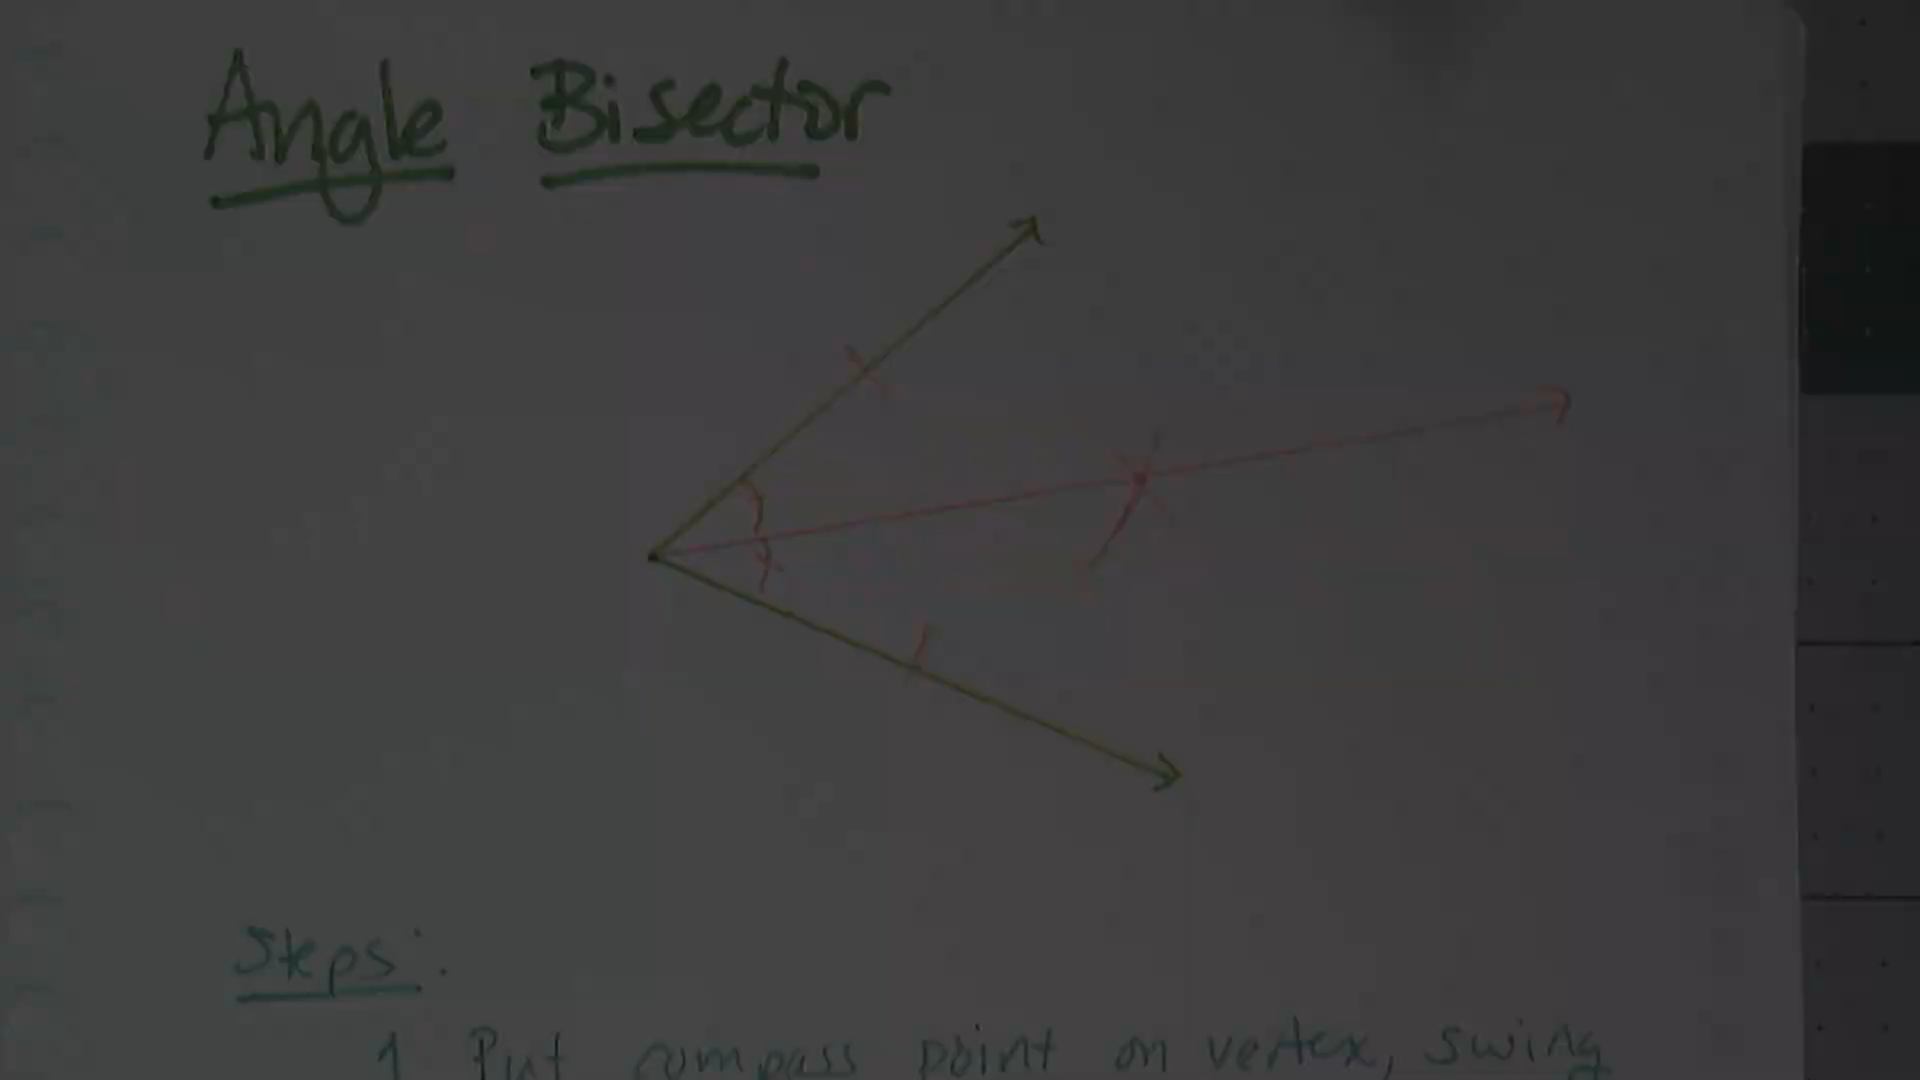 Angle Bisector
Steps:
1 Put compass point on vertex, swing